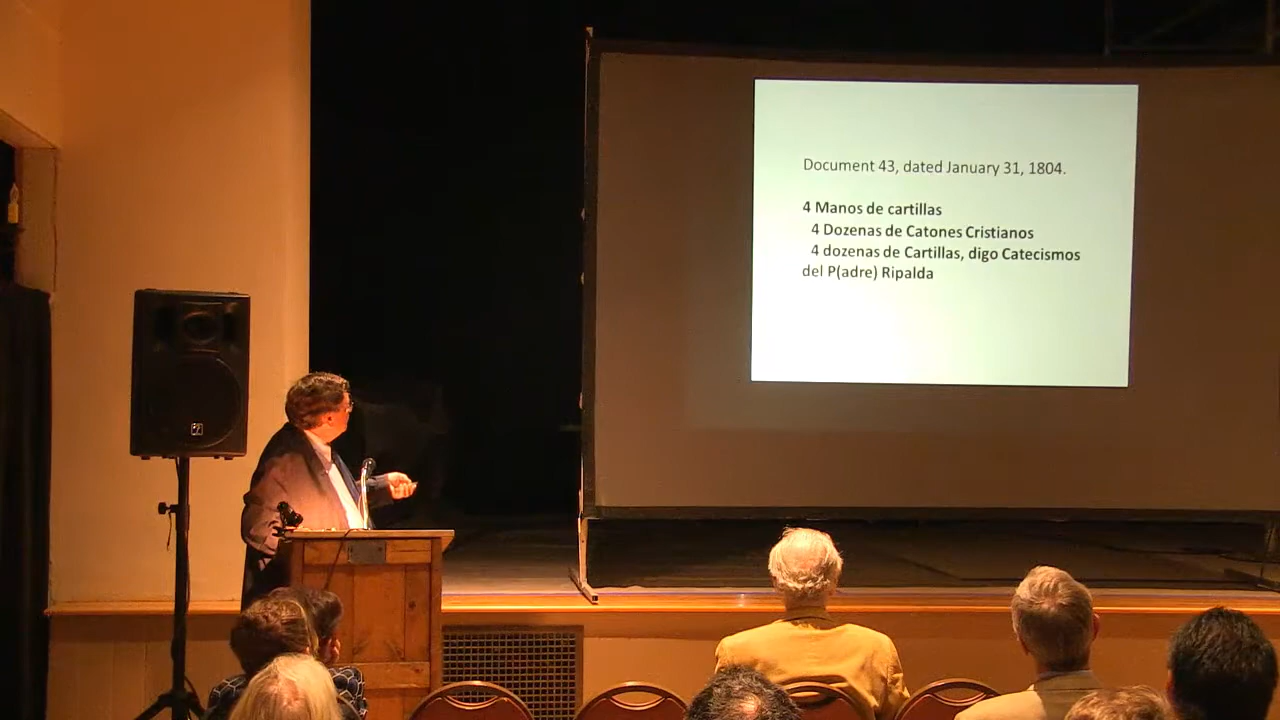 Document 43, dated January 31, 1804.
4 Manos de cartillas
4 Dozenas de Catones Cristianos
4 dozenas de Cartillas, digo Catecismos
del P(adre) Ripalda